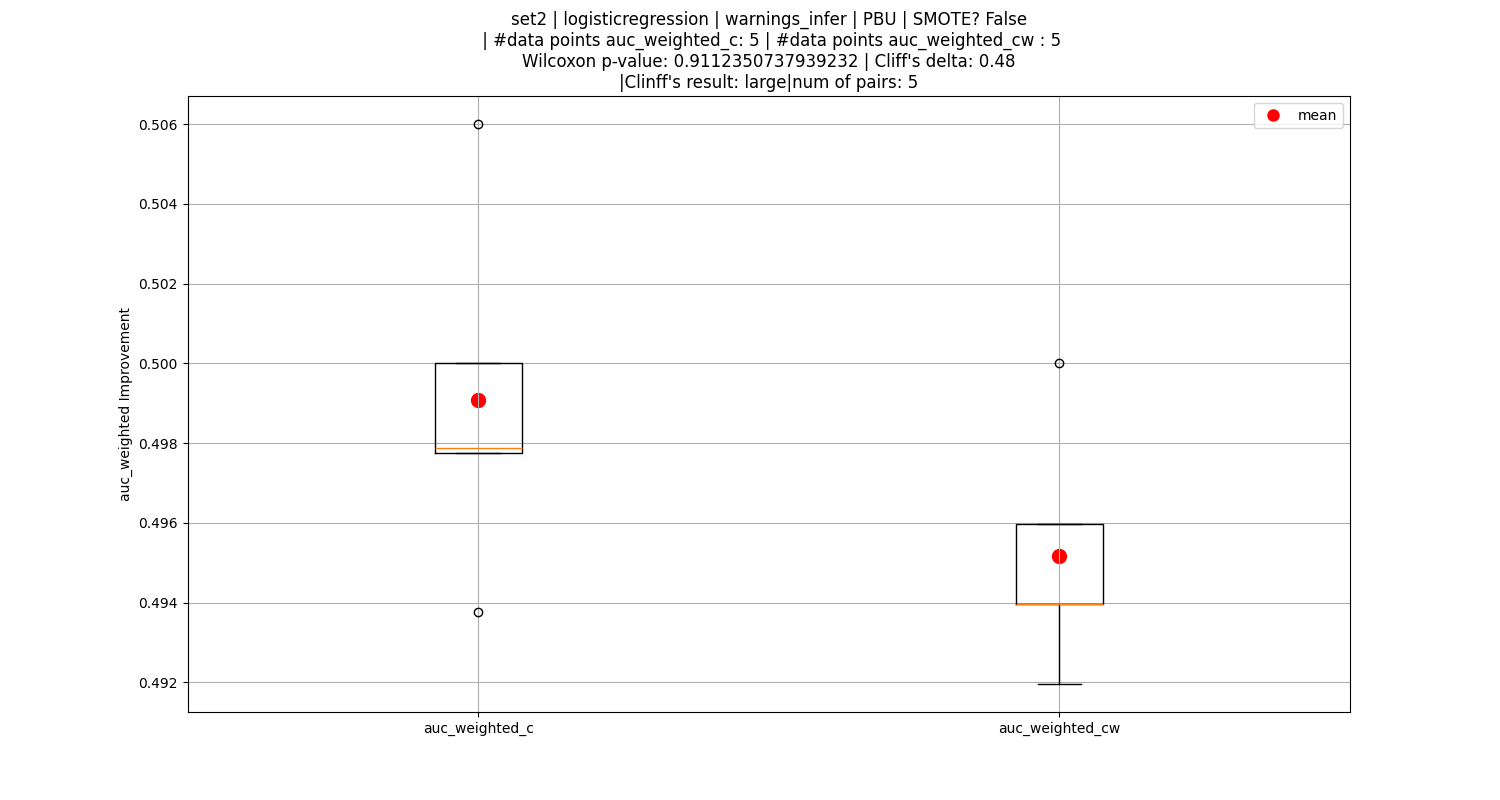 set2 | logisticregression | warnings_infer | PBU | SMOTE? False
| #data points auc_weighted_c: 5 | #data points auc_weighted_cw : 5
Wilcoxon p-value: 0.9112350737939232 | Cliff's delta: 0.48
|Clinff's result: large|num of pairs: 5
mean
0.506
0.504
0.502
0.500
0.498
0.496
0.494
0.492
auc_weighted Improvement
auc_weighted_c
auc_weighted_cw